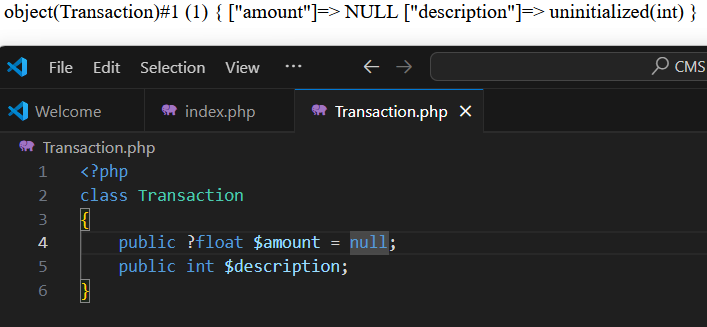 object(Transaction)#1 (1) { ["amount"]=> NULL ["description"]=> uninitialized(int) }
File Edit Selection View ··· ← → CMS
Welcome index.php Transaction.php ×
Transaction.php
1 <?php
2 class Transaction
3 {
4 public ?float $amount = null;
5 public int $description;
6 }